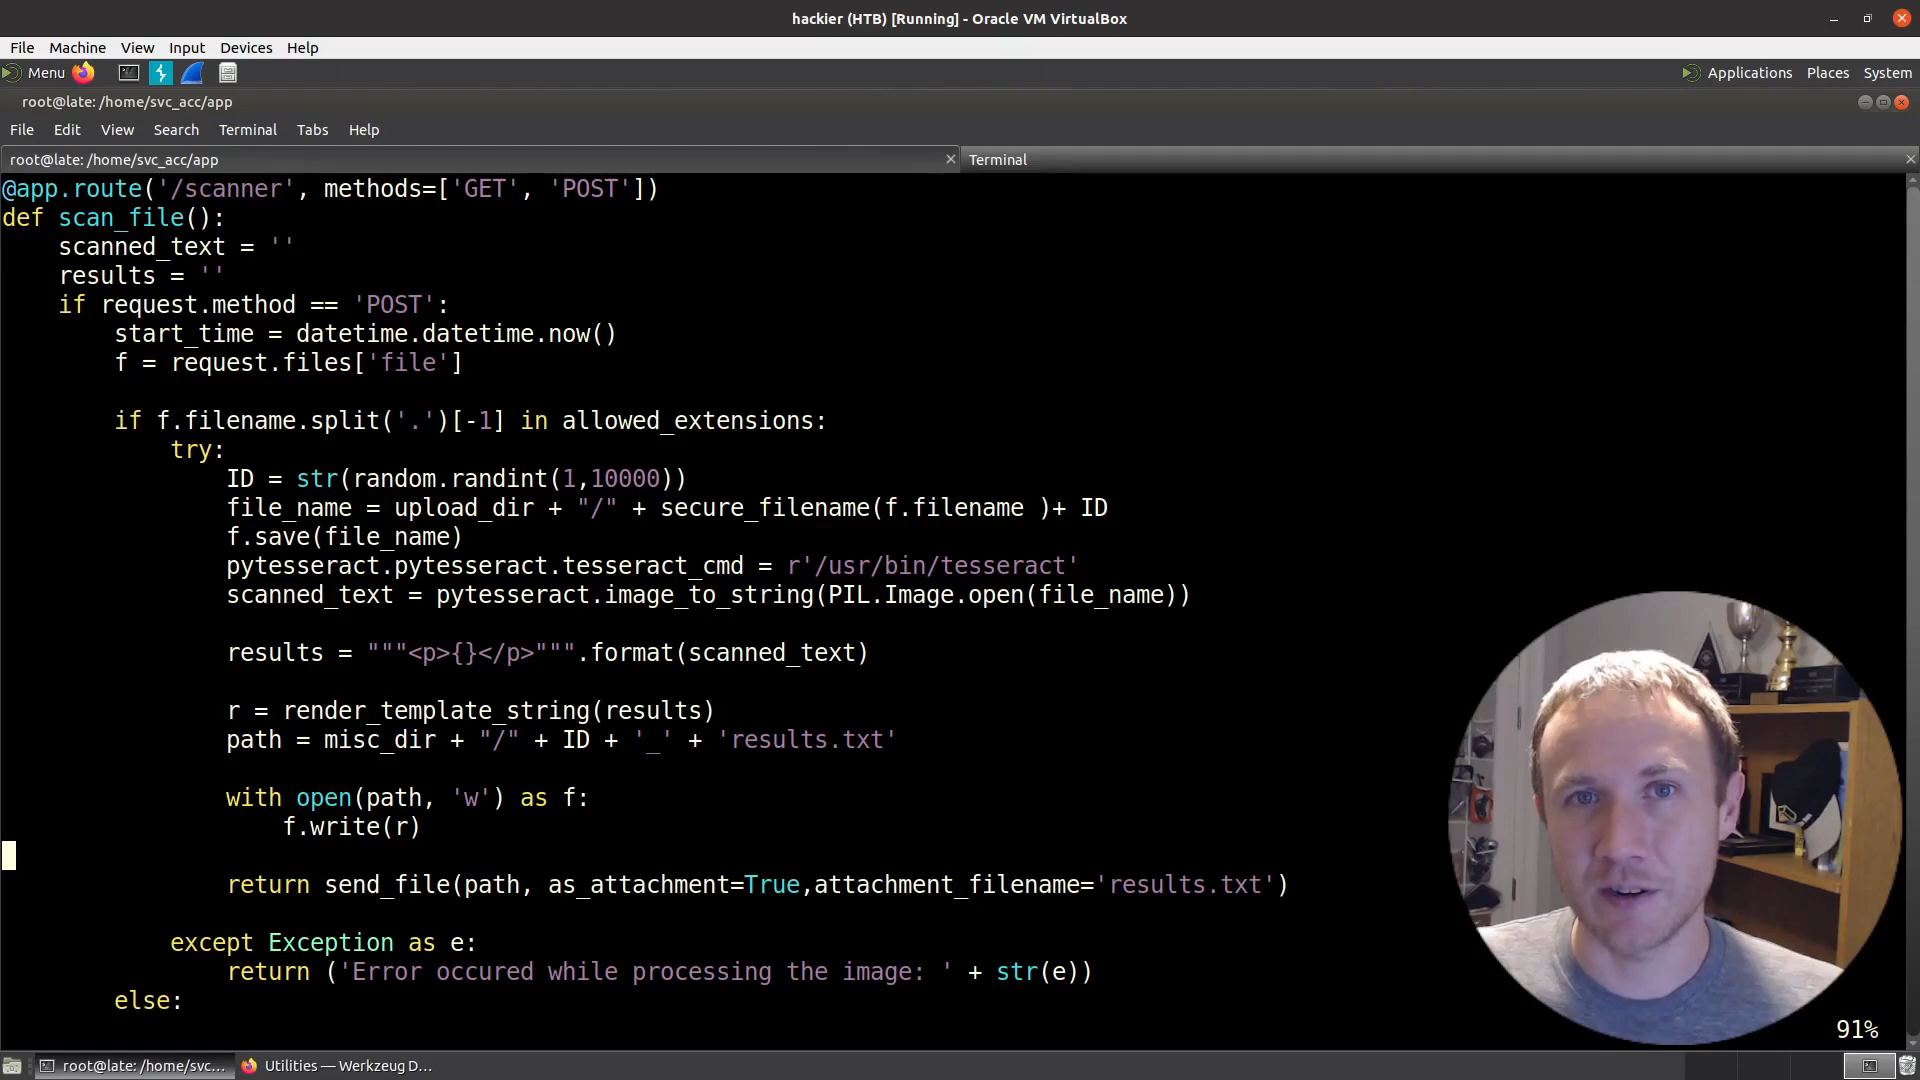 hackier (HTB) [Running] - Oracle VM VirtualBox
File Machine View Input Devices Help
Menu Applications Places System
root@late: /home/svc_acc/app
File Edit View Search Terminal Tabs Help
root@late: /home/svc_acc/app Terminal
@app.route('/scanner', methods=['GET', 'POST'])
def scan_file():
    scanned_text = ''
    results = ''
    if request.method == 'POST':
        start_time = datetime.datetime.now()
        f = request.files['file']
        if f.filename.split('.')[-1] in allowed_extensions:
            try:
                ID = str(random.randint(1,10000))
                file_name = upload_dir + "/" + secure_filename(f.filename )+ ID
                f.save(file_name)
                pytesseract.pytesseract.tesseract_cmd = r'/usr/bin/tesseract'
                scanned_text = pytesseract.image_to_string(PIL.Image.open(file_name))
                results = """<p>{}</p>""".format(scanned_text)
                r = render_template_string(results)
                path = misc_dir + "/" + ID + '_' + 'results.txt'
                with open(path, 'w') as f:
                    f.write(r)
                return send_file(path, as_attachment=True,attachment_filename='results.txt')
            except Exception as e:
                return ('Error occured while processing the image: ' + str(e))
        else:
91%
root@late: /home/svc... Utilities — Werkzeug D...